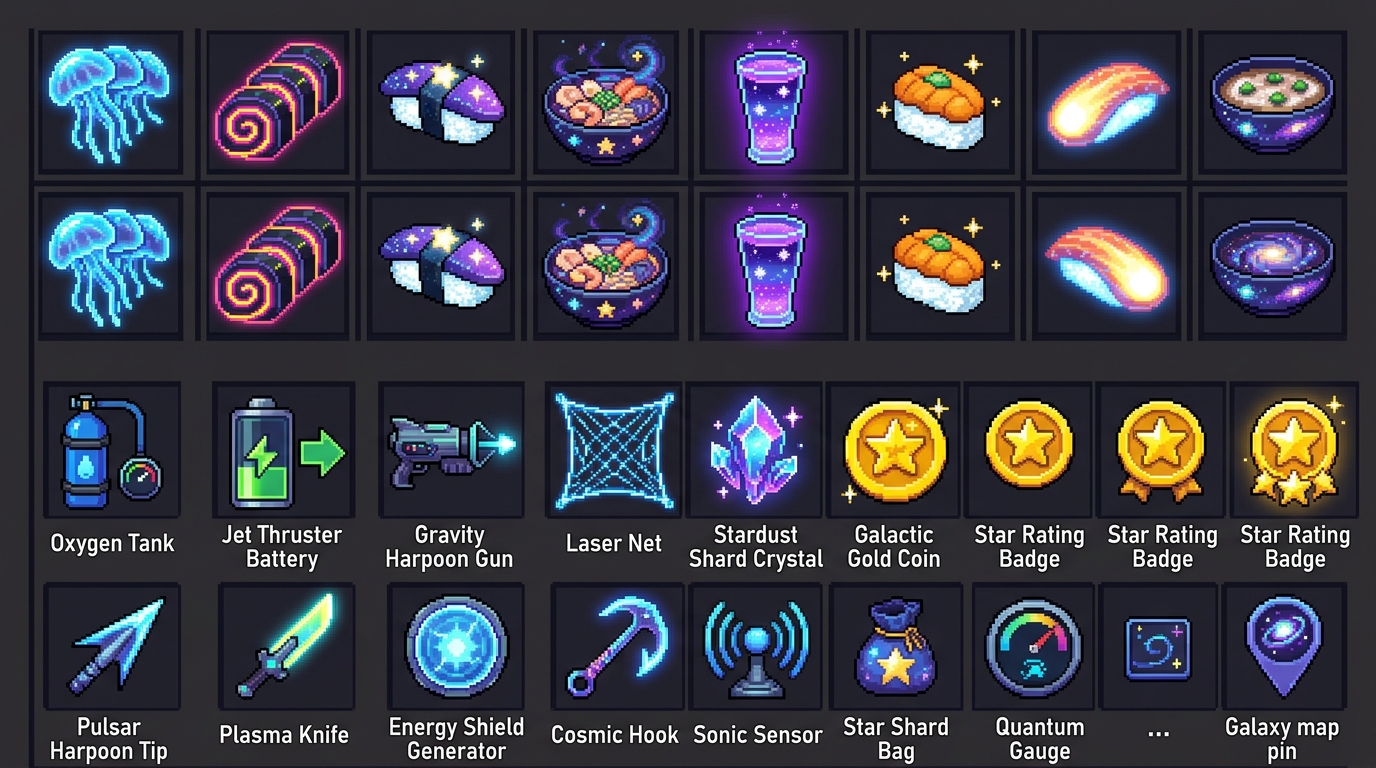 Oxygen Tank
Jet Thruster
Battery
Gravity
Harpoon Gun
Laser Net
Stardust
Shard Crystal
Galactic
Gold Coin
Star Rating
Badge
Star Rating
Badge
Star Rating
Badge
Pulsar
Harpoon Tip
Plasma Knife
Energy Shield
Generator
Cosmic Hook
Sonic Sensor
Star Shard
Bag
Quantum
Gauge
...
Galaxy map
pin